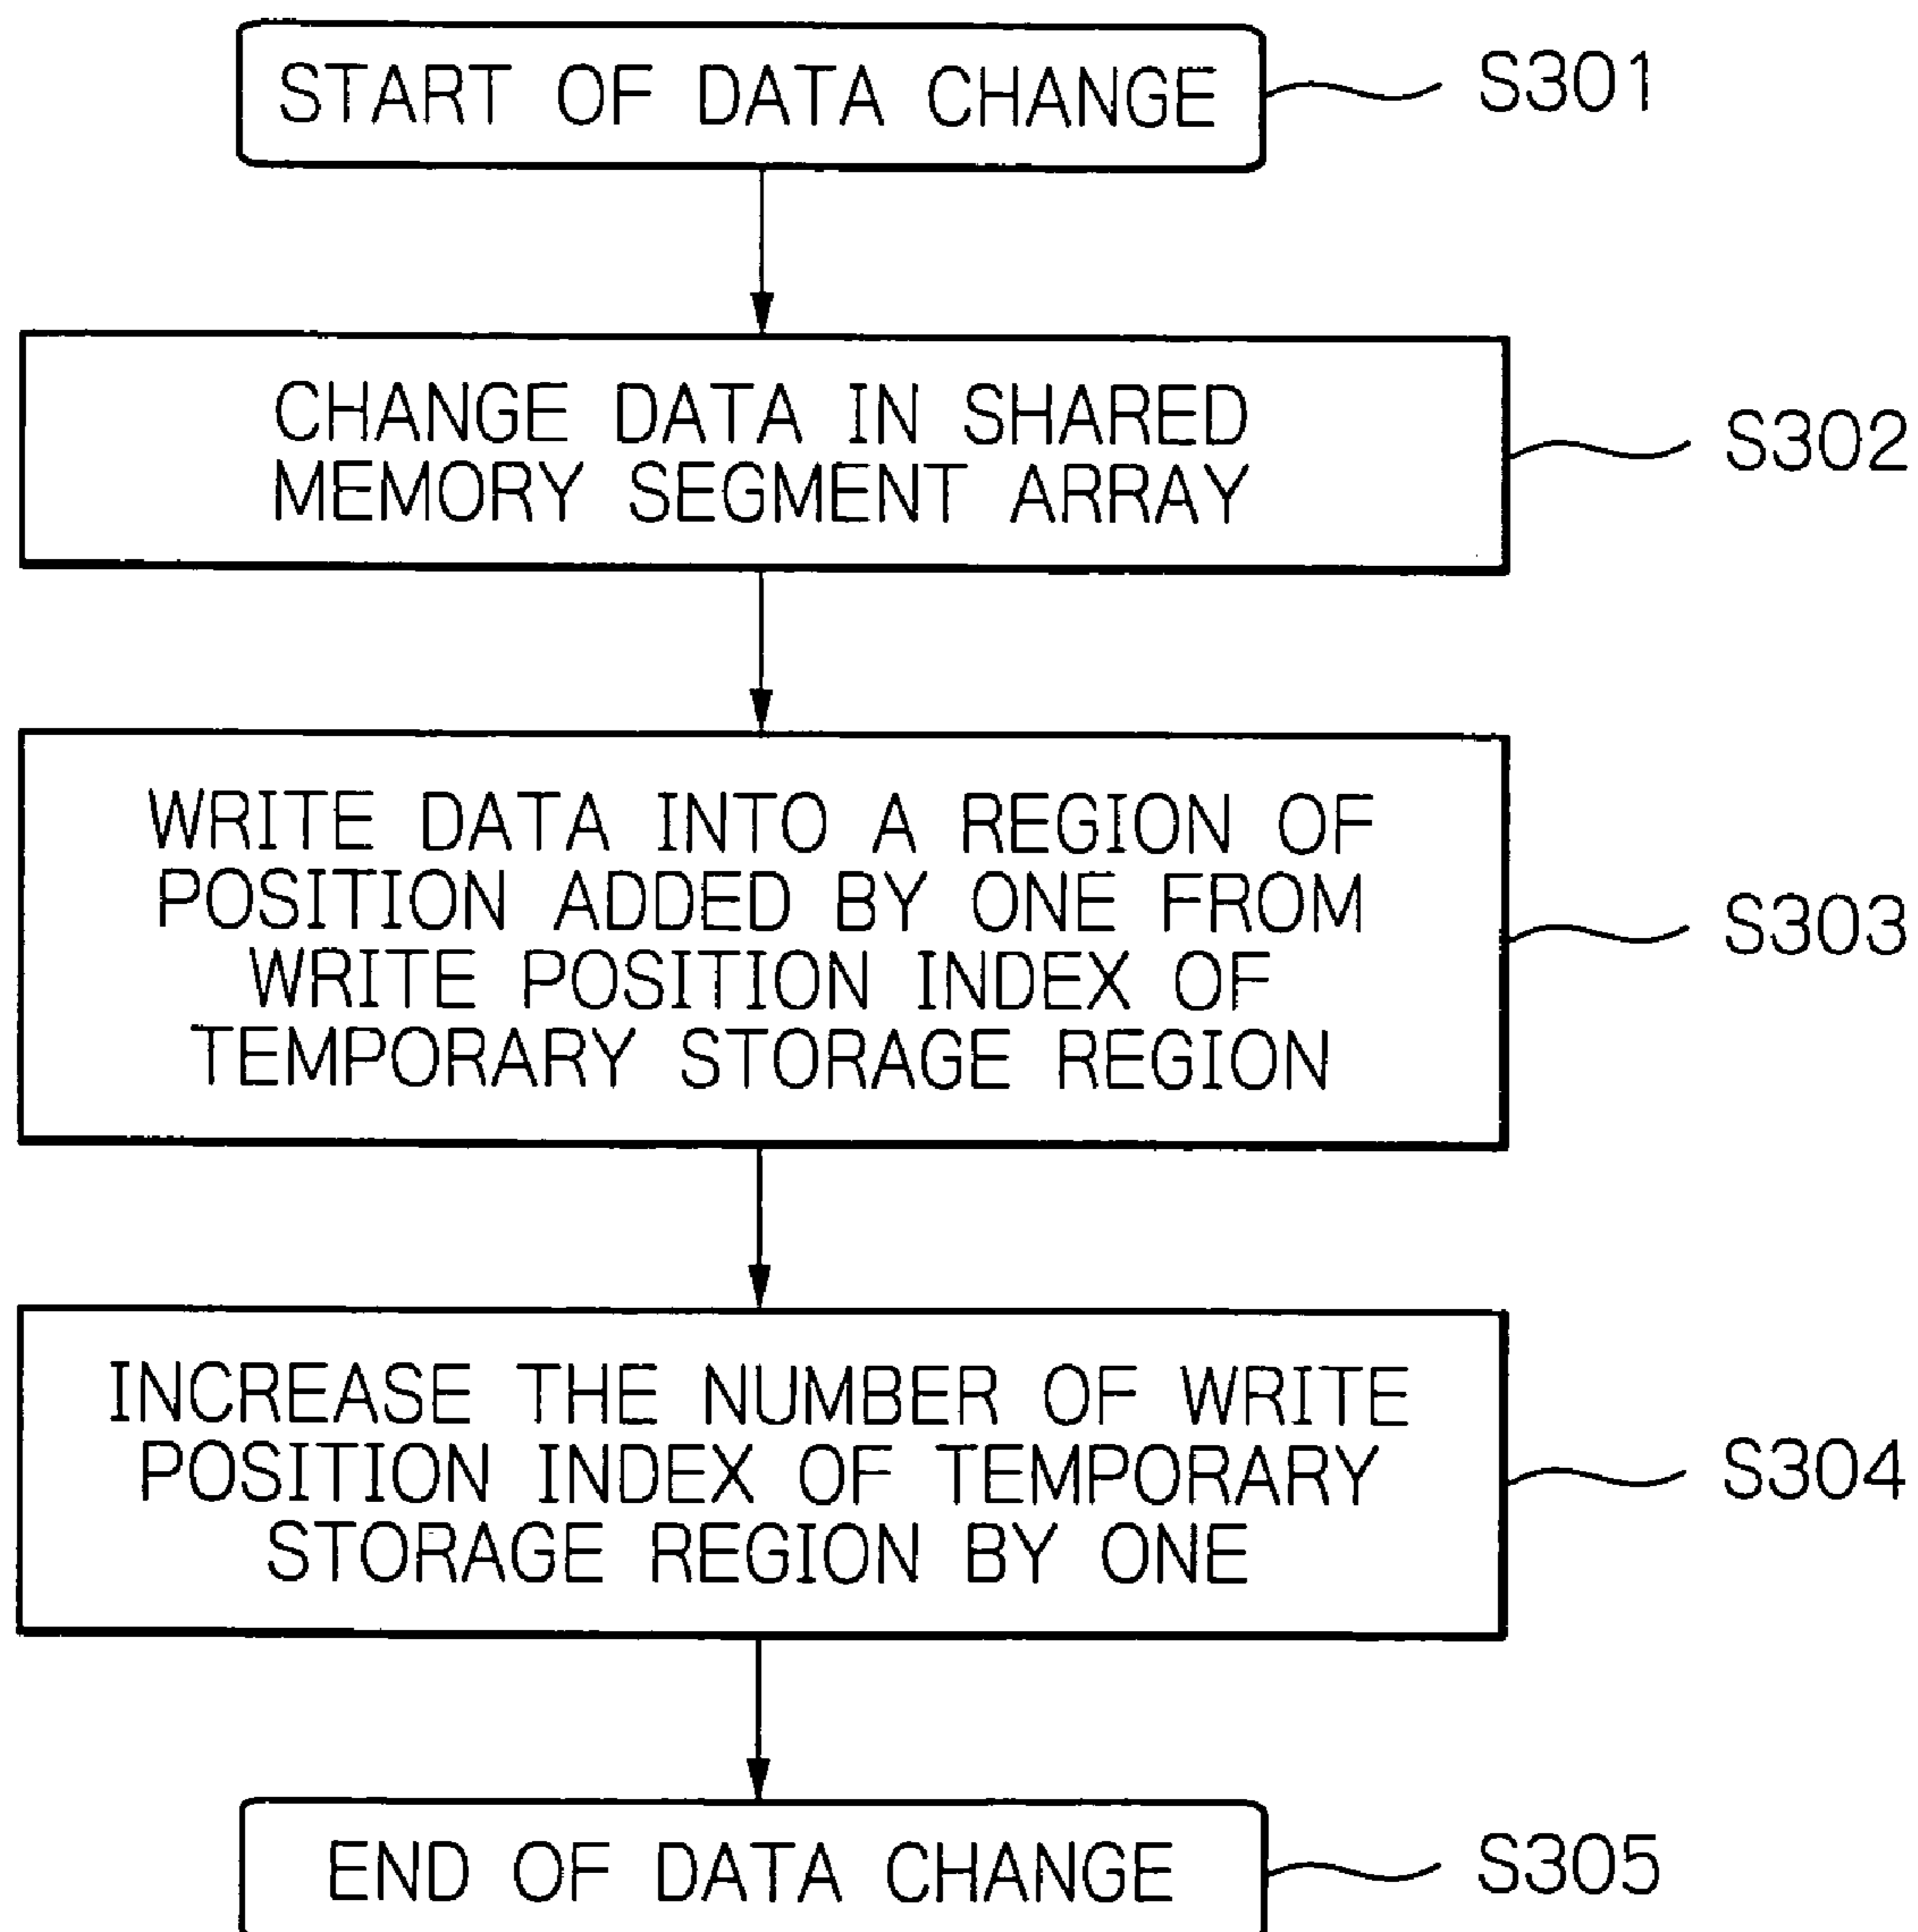 START OF DATA CHANGE
S301
CHANGE DATA IN SHARED
MEMORY SEGMENT ARRAY
S302
WRITE DATA INTO A REGION OF
POSITION ADDED BY ONE FROM
WRITE POSITION INDEX OF
TEMPORARY STORAGE REGION
S303
INCREASE THE NUMBER OF WRITE
POSITION INDEX OF TEMPORARY
STORAGE REGION BY ONE
S304
END OF DATA CHANGE
S305